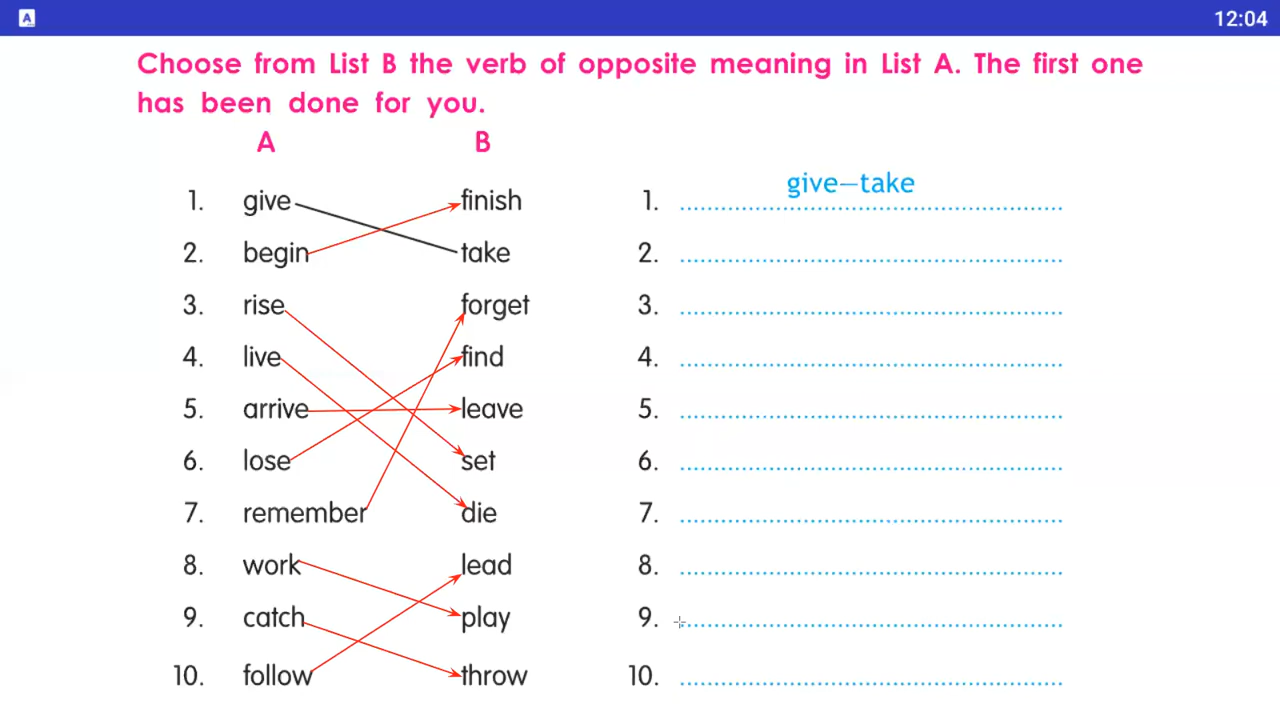 A 12:04
Choose from List B the verb of opposite meaning in List A. The first one
has been done for you.
A B
1. give finish 1. give–take
2. begin take 2.
3. rise forget 3.
4. live find 4.
5. arrive leave 5.
6. lose set 6.
7. remember die 7.
8. work lead 8.
9. catch play 9.
10. follow throw 10.